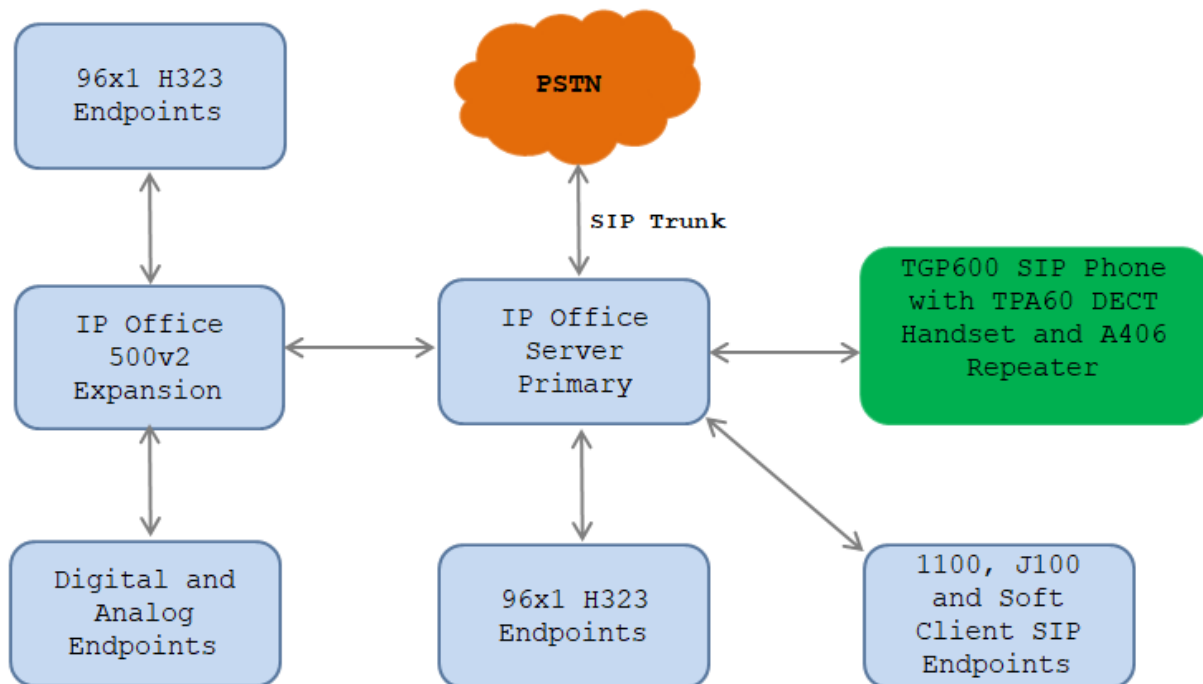 96x1 H323
Endpoints
PSTN
SIP Trunk
IP Office
500v2
Expansion
IP Office
Server
Primary
TGP600 SIP Phone
with TPA60 DECT
Handset and A406
Repeater
Digital and
Analog
Endpoints
96x1 H323
Endpoints
1100, J100
and Soft
Client SIP
Endpoints